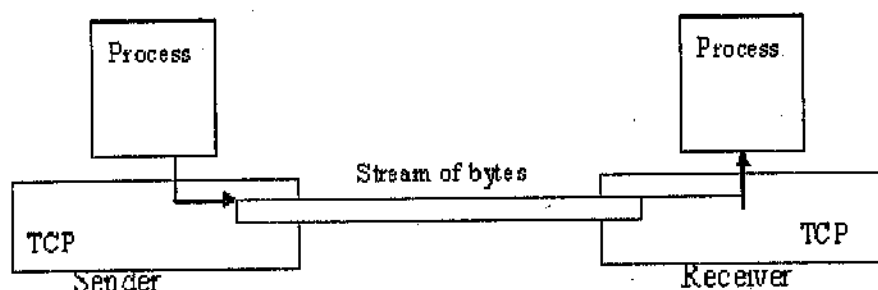 Process
Process
Stream of bytes
TCP
TCP
Sender
Receiver